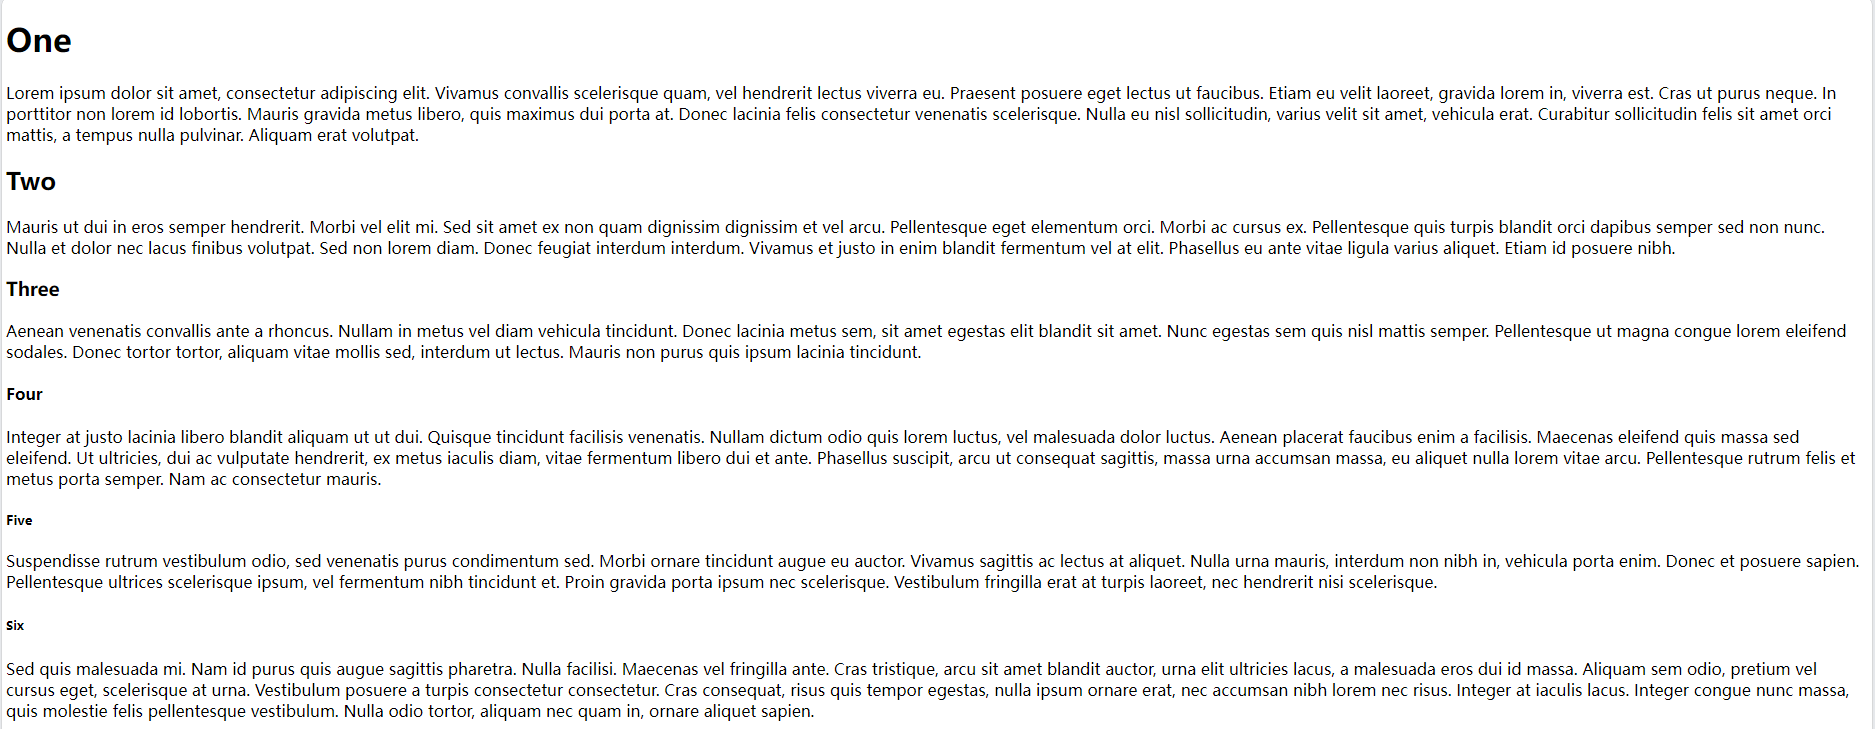 One
Lorem ipsum dolor sit amet, consectetur adipiscing elit. Vivamus convallis scelerisque quam, vel hendrerit lectus viverra eu. Praesent posuere eget lectus ut faucibus. Etiam eu velit laoreet, gravida lorem in, viverra est. Cras ut purus neque. In
porttitor non lorem id lobortis. Mauris gravida metus libero, quis maximus dui porta at. Donec lacinia felis consectetur venenatis scelerisque. Nulla eu nisl sollicitudin, varius velit sit amet, vehicula erat. Curabitur sollicitudin felis sit amet orci
mattis, a tempus nulla pulvinar. Aliquam erat volutpat.
Two
Mauris ut dui in eros semper hendrerit. Morbi vel elit mi. Sed sit amet ex non quam dignissim dignissim et vel arcu. Pellentesque eget elementum orci. Morbi ac cursus ex. Pellentesque quis turpis blandit orci dapibus semper sed non nunc.
Nulla et dolor nec lacus finibus volutpat. Sed non lorem diam. Donec feugiat interdum interdum. Vivamus et justo in enim blandit fermentum vel at elit. Phasellus eu ante vitae ligula varius aliquet. Etiam id posuere nibh.
Three
Aenean venenatis convallis ante a rhoncus. Nullam in metus vel diam vehicula tincidunt. Donec lacinia metus sem, sit amet egestas elit blandit sit amet. Nunc egestas sem quis nisl mattis semper. Pellentesque ut magna congue lorem eleifend
sodales. Donec tortor tortor, aliquam vitae mollis sed, interdum ut lectus. Mauris non purus quis ipsum lacinia tincidunt.
Four
Integer at justo lacinia libero blandit aliquam ut ut dui. Quisque tincidunt facilisis venenatis. Nullam dictum odio quis lorem luctus, vel malesuada dolor luctus. Aenean placerat faucibus enim a facilisis. Maecenas eleifend quis massa sed
eleifend. Ut ultricies, dui ac vulputate hendrerit, ex metus iaculis diam, vitae fermentum libero dui et ante. Phasellus suscipit, arcu ut consequat sagittis, massa urna accumsan massa, eu aliquet nulla lorem vitae arcu. Pellentesque rutrum felis et
metus porta semper. Nam ac consectetur mauris.
Five
Suspendisse rutrum vestibulum odio, sed venenatis purus condimentum sed. Morbi ornare tincidunt augue eu auctor. Vivamus sagittis ac lectus at aliquet. Nulla urna mauris, interdum non nibh in, vehicula porta enim. Donec et posuere sapien.
Pellentesque ultrices scelerisque ipsum, vel fermentum nibh tincidunt et. Proin gravida porta ipsum nec scelerisque. Vestibulum fringilla erat at turpis laoreet, nec hendrerit nisi scelerisque.
Six
Sed quis malesuada mi. Nam id purus quis augue sagittis pharetra. Nulla facilisi. Maecenas vel fringilla ante. Cras tristique, arcu sit amet blandit auctor, urna elit ultricies lacus, a malesuada eros dui id massa. Aliquam sem odio, pretium vel
cursus eget, scelerisque at urna. Vestibulum posuere a turpis consectetur consectetur. Cras consequat, risus quis tempor egestas, nulla ipsum ornare erat, nec accumsan nibh lorem nec risus. Integer at iaculis lacus. Integer congue nunc massa,
quis molestie felis pellentesque vestibulum. Nulla odio tortor, aliquam nec quam in, ornare aliquet sapien.